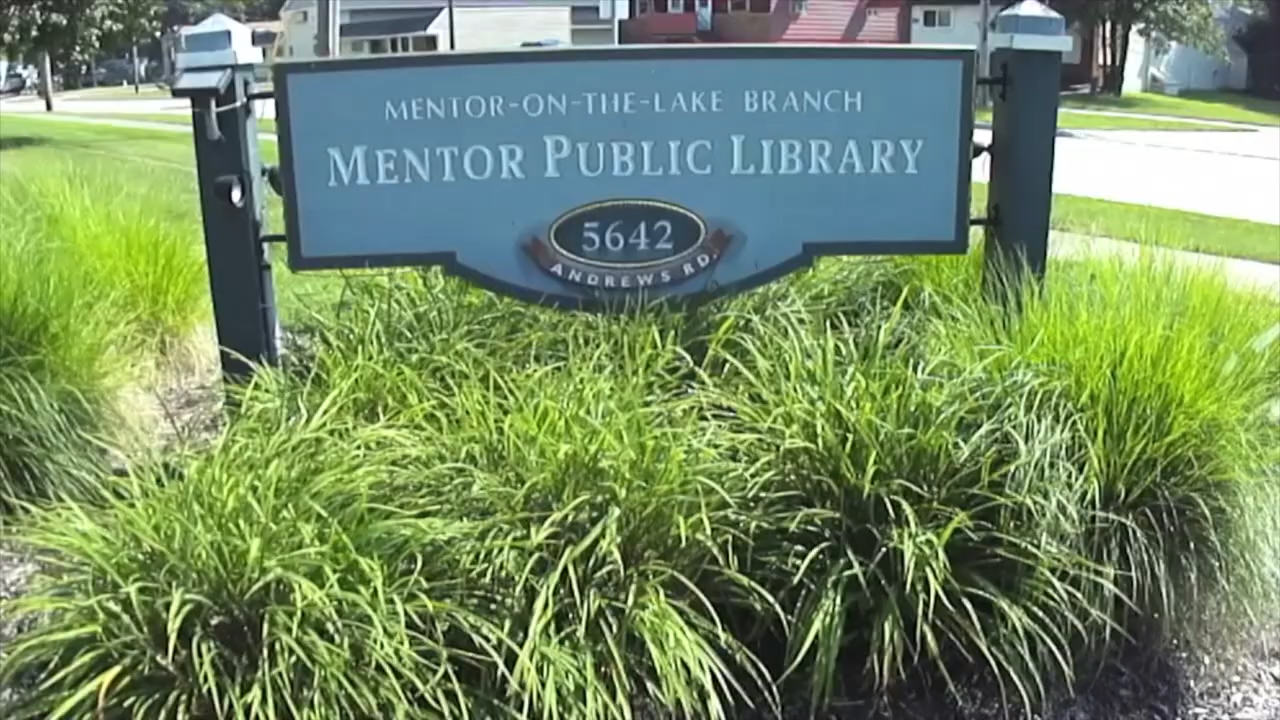 MENTOR-ON-THE-LAKE BRANCH
MENTOR PUBLIC LIBRARY
5642
ANDREWS RD.